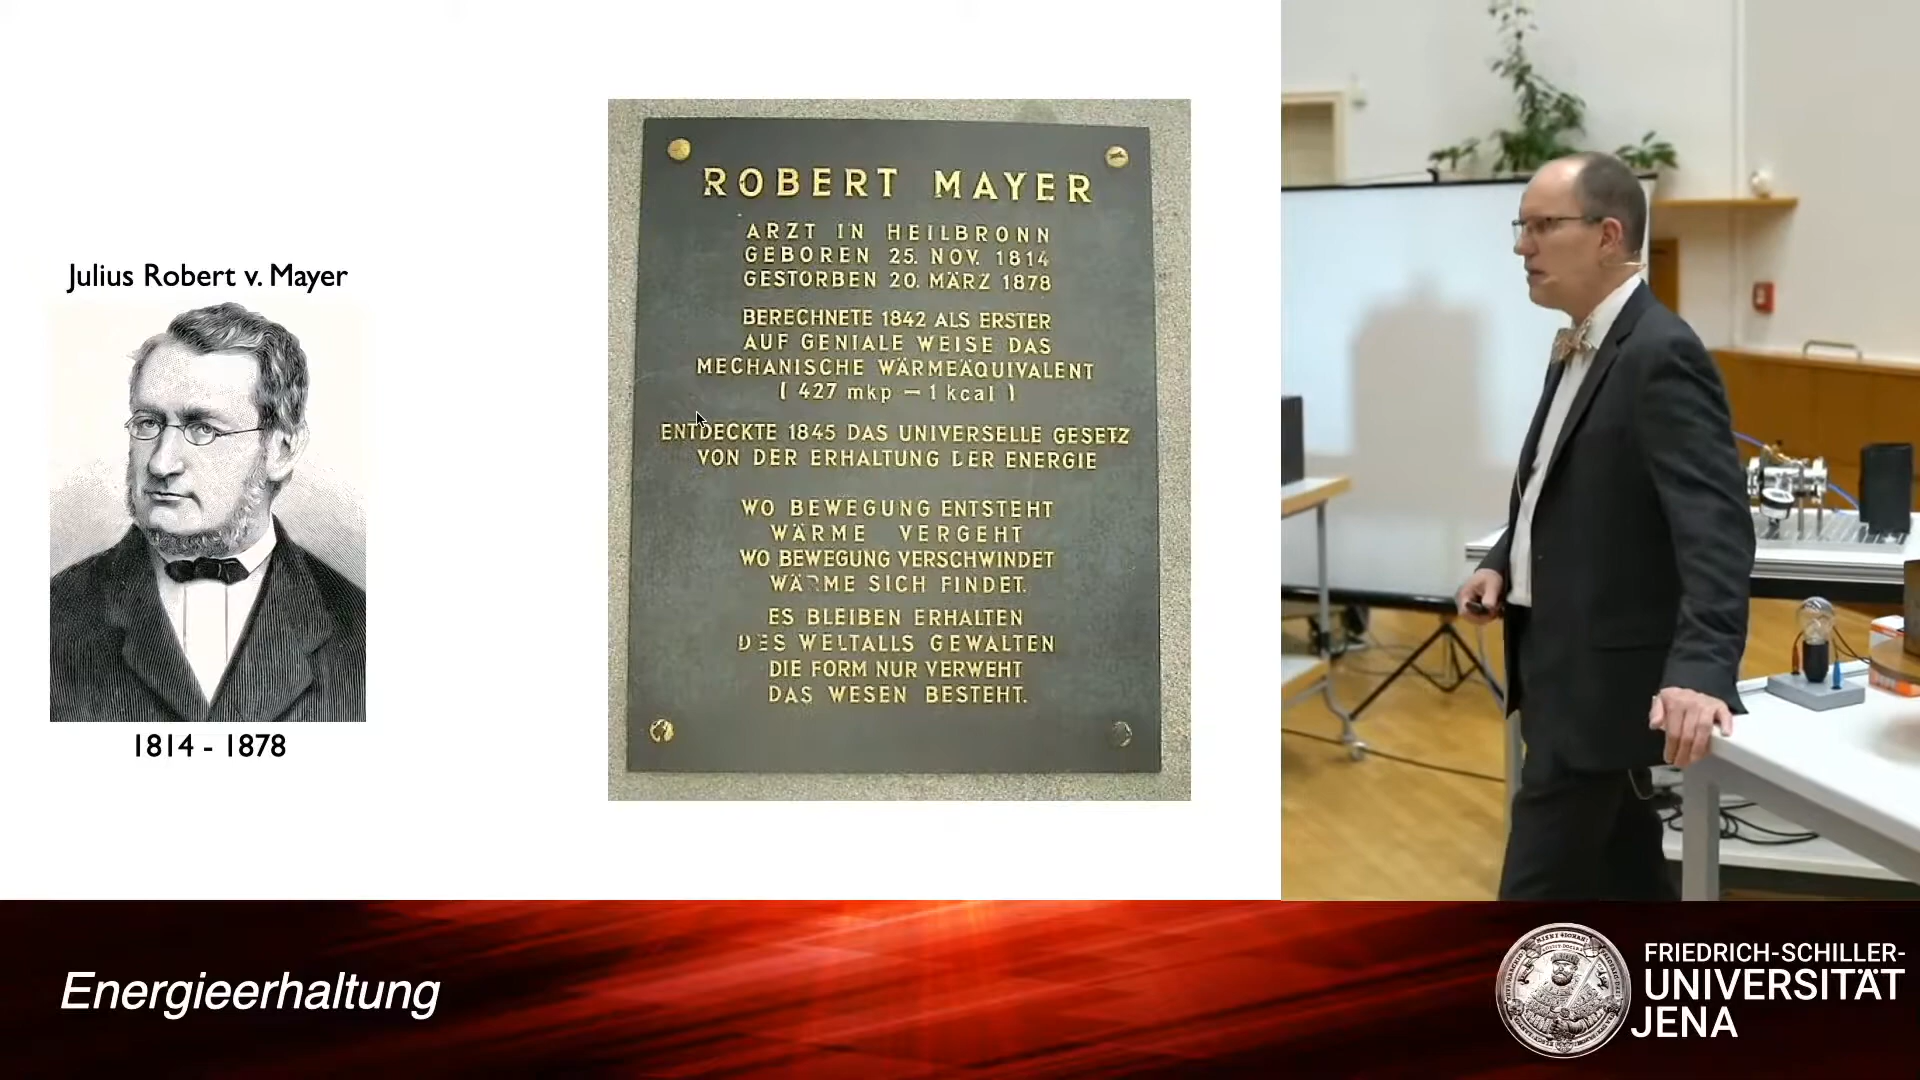 Julius Robert v. Mayer
1814 - 1878
ROBERT MAYER
ARZT IN HEILBRONN
GEBOREN 25. NOV. 1814
GESTORBEN 20. MÄRZ 1878
BERECHNETE 1842 ALS ERSTER
AUF GENIALE WEISE DAS
MECHANISCHE WÄRMEÄQUIVALENT
( 427 mkp — 1 kcal )
ENTDECKTE 1845 DAS UNIVERSELLE GESETZ
VON DER ERHALTUNG DER ENERGIE
WO BEWEGUNG ENTSTEHT
WÄRME VERGEHT
WO BEWEGUNG VERSCHWINDET
WÄRME SICH FINDET.
ES BLEIBEN ERHALTEN
DES WELTALLS GEWALTEN
DIE FORM NUR VERWEHT
DAS WESEN BESTEHT.
Energieerhaltung
FRIEDRICH-SCHILLER-
UNIVERSITÄT
JENA